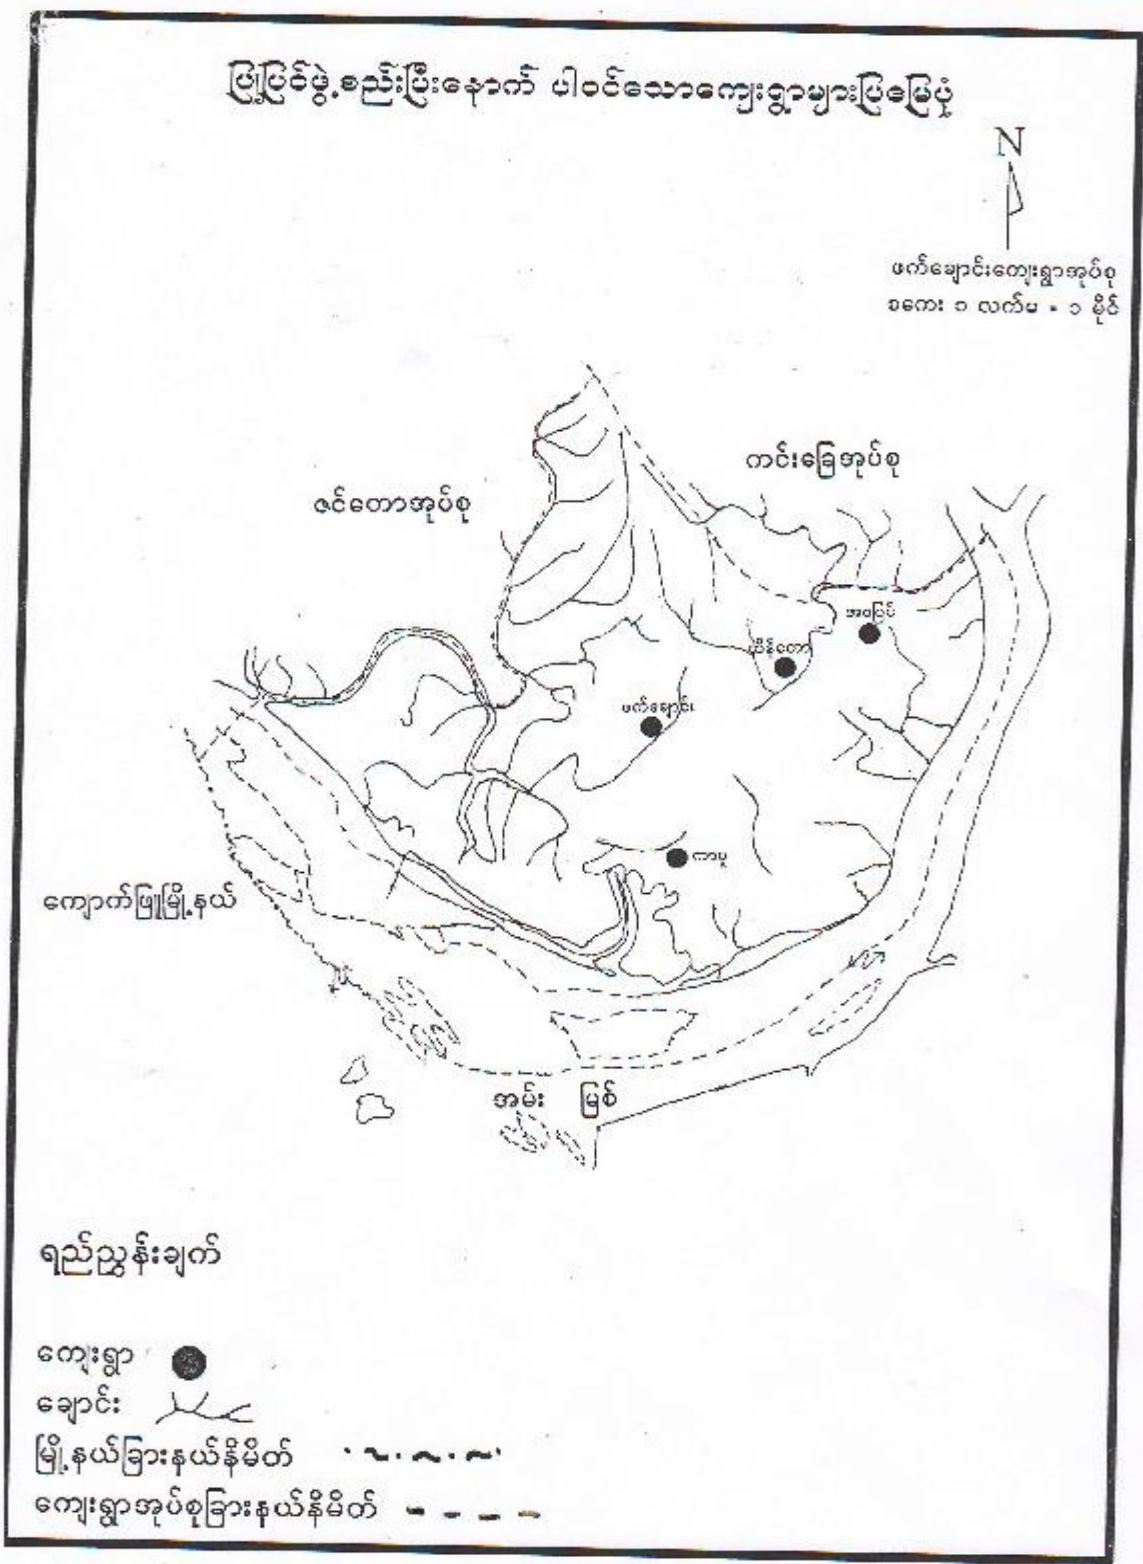 ပြုပြင်ဖွဲ့စည်းပြီးနောက် ပါဝင်သောကျေးရွာများပြမြေပုံ
N
ဖက်ချောင်းကျေးရွာအုပ်စု
စကေး ၁ လက်မ = ၁ မိုင်
ကင်းခြေအုပ်စု
ဇင်တောအုပ်စု
အပြင်
ယိန်တော
ဖက်ချောင်း
ကာမူ
ကျောက်ဖြူမြို့နယ်
အမ်း မြစ်
ရည်ညွှန်းချက်
ကျေးရွာ
ချောင်း
မြို့နယ်ခြားနယ်နိမိတ်
ကျေးရွာအုပ်စုခြားနယ်နိမိတ်